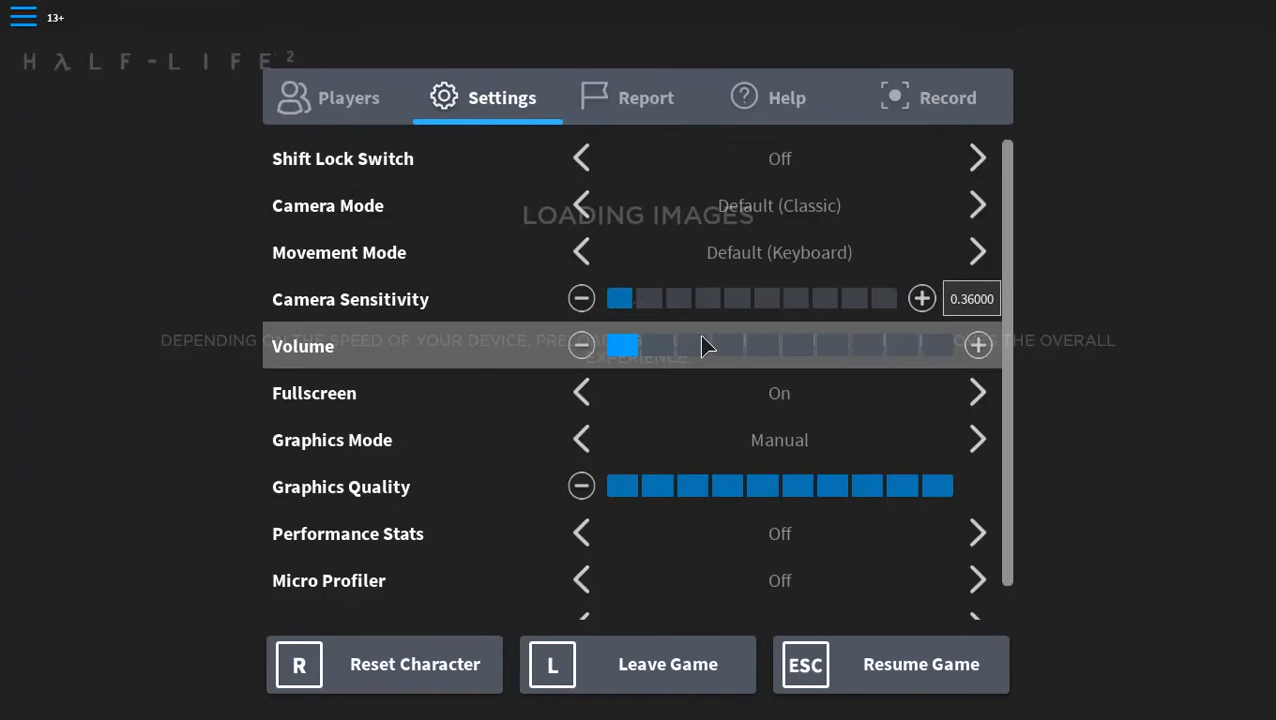 13+
H λ L F - L I F E 2
Players Settings Report Help Record
Shift Lock Switch Off
Camera Mode Default (Classic)
LOADING IMAGES
Movement Mode Default (Keyboard)
Camera Sensitivity 0.36000
DEPENDING ON THE SPEED OF YOUR DEVICE, THE OVERALL
Volume
EXPERIENCE
Fullscreen On
Graphics Mode Manual
Graphics Quality
Performance Stats Off
Micro Profiler Off
R Reset Character L Leave Game ESC Resume Game